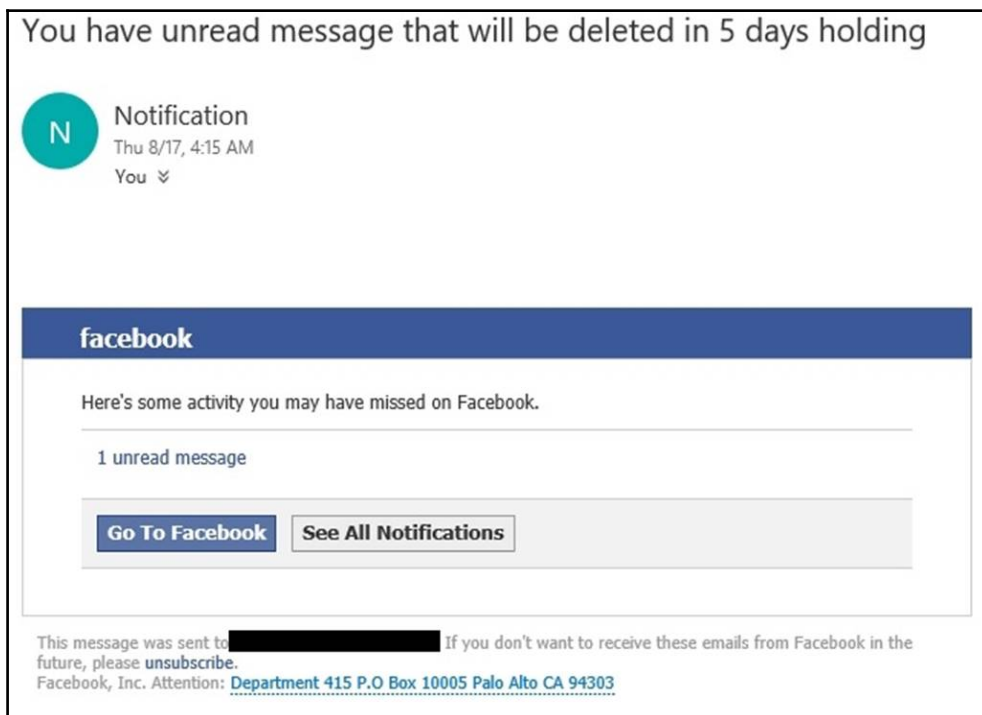 You have unread message that will be deleted in 5 days holding
N
Notification
Thu 8/17, 4:15 AM
You
facebook
Here's some activity you may have missed on Facebook.
1 unread message
Go To Facebook See All Notifications
This message was sent to If you don't want to receive these emails from Facebook in the
future, please unsubscribe.
Facebook, Inc. Attention: Department 415 P.O Box 10005 Palo Alto CA 94303